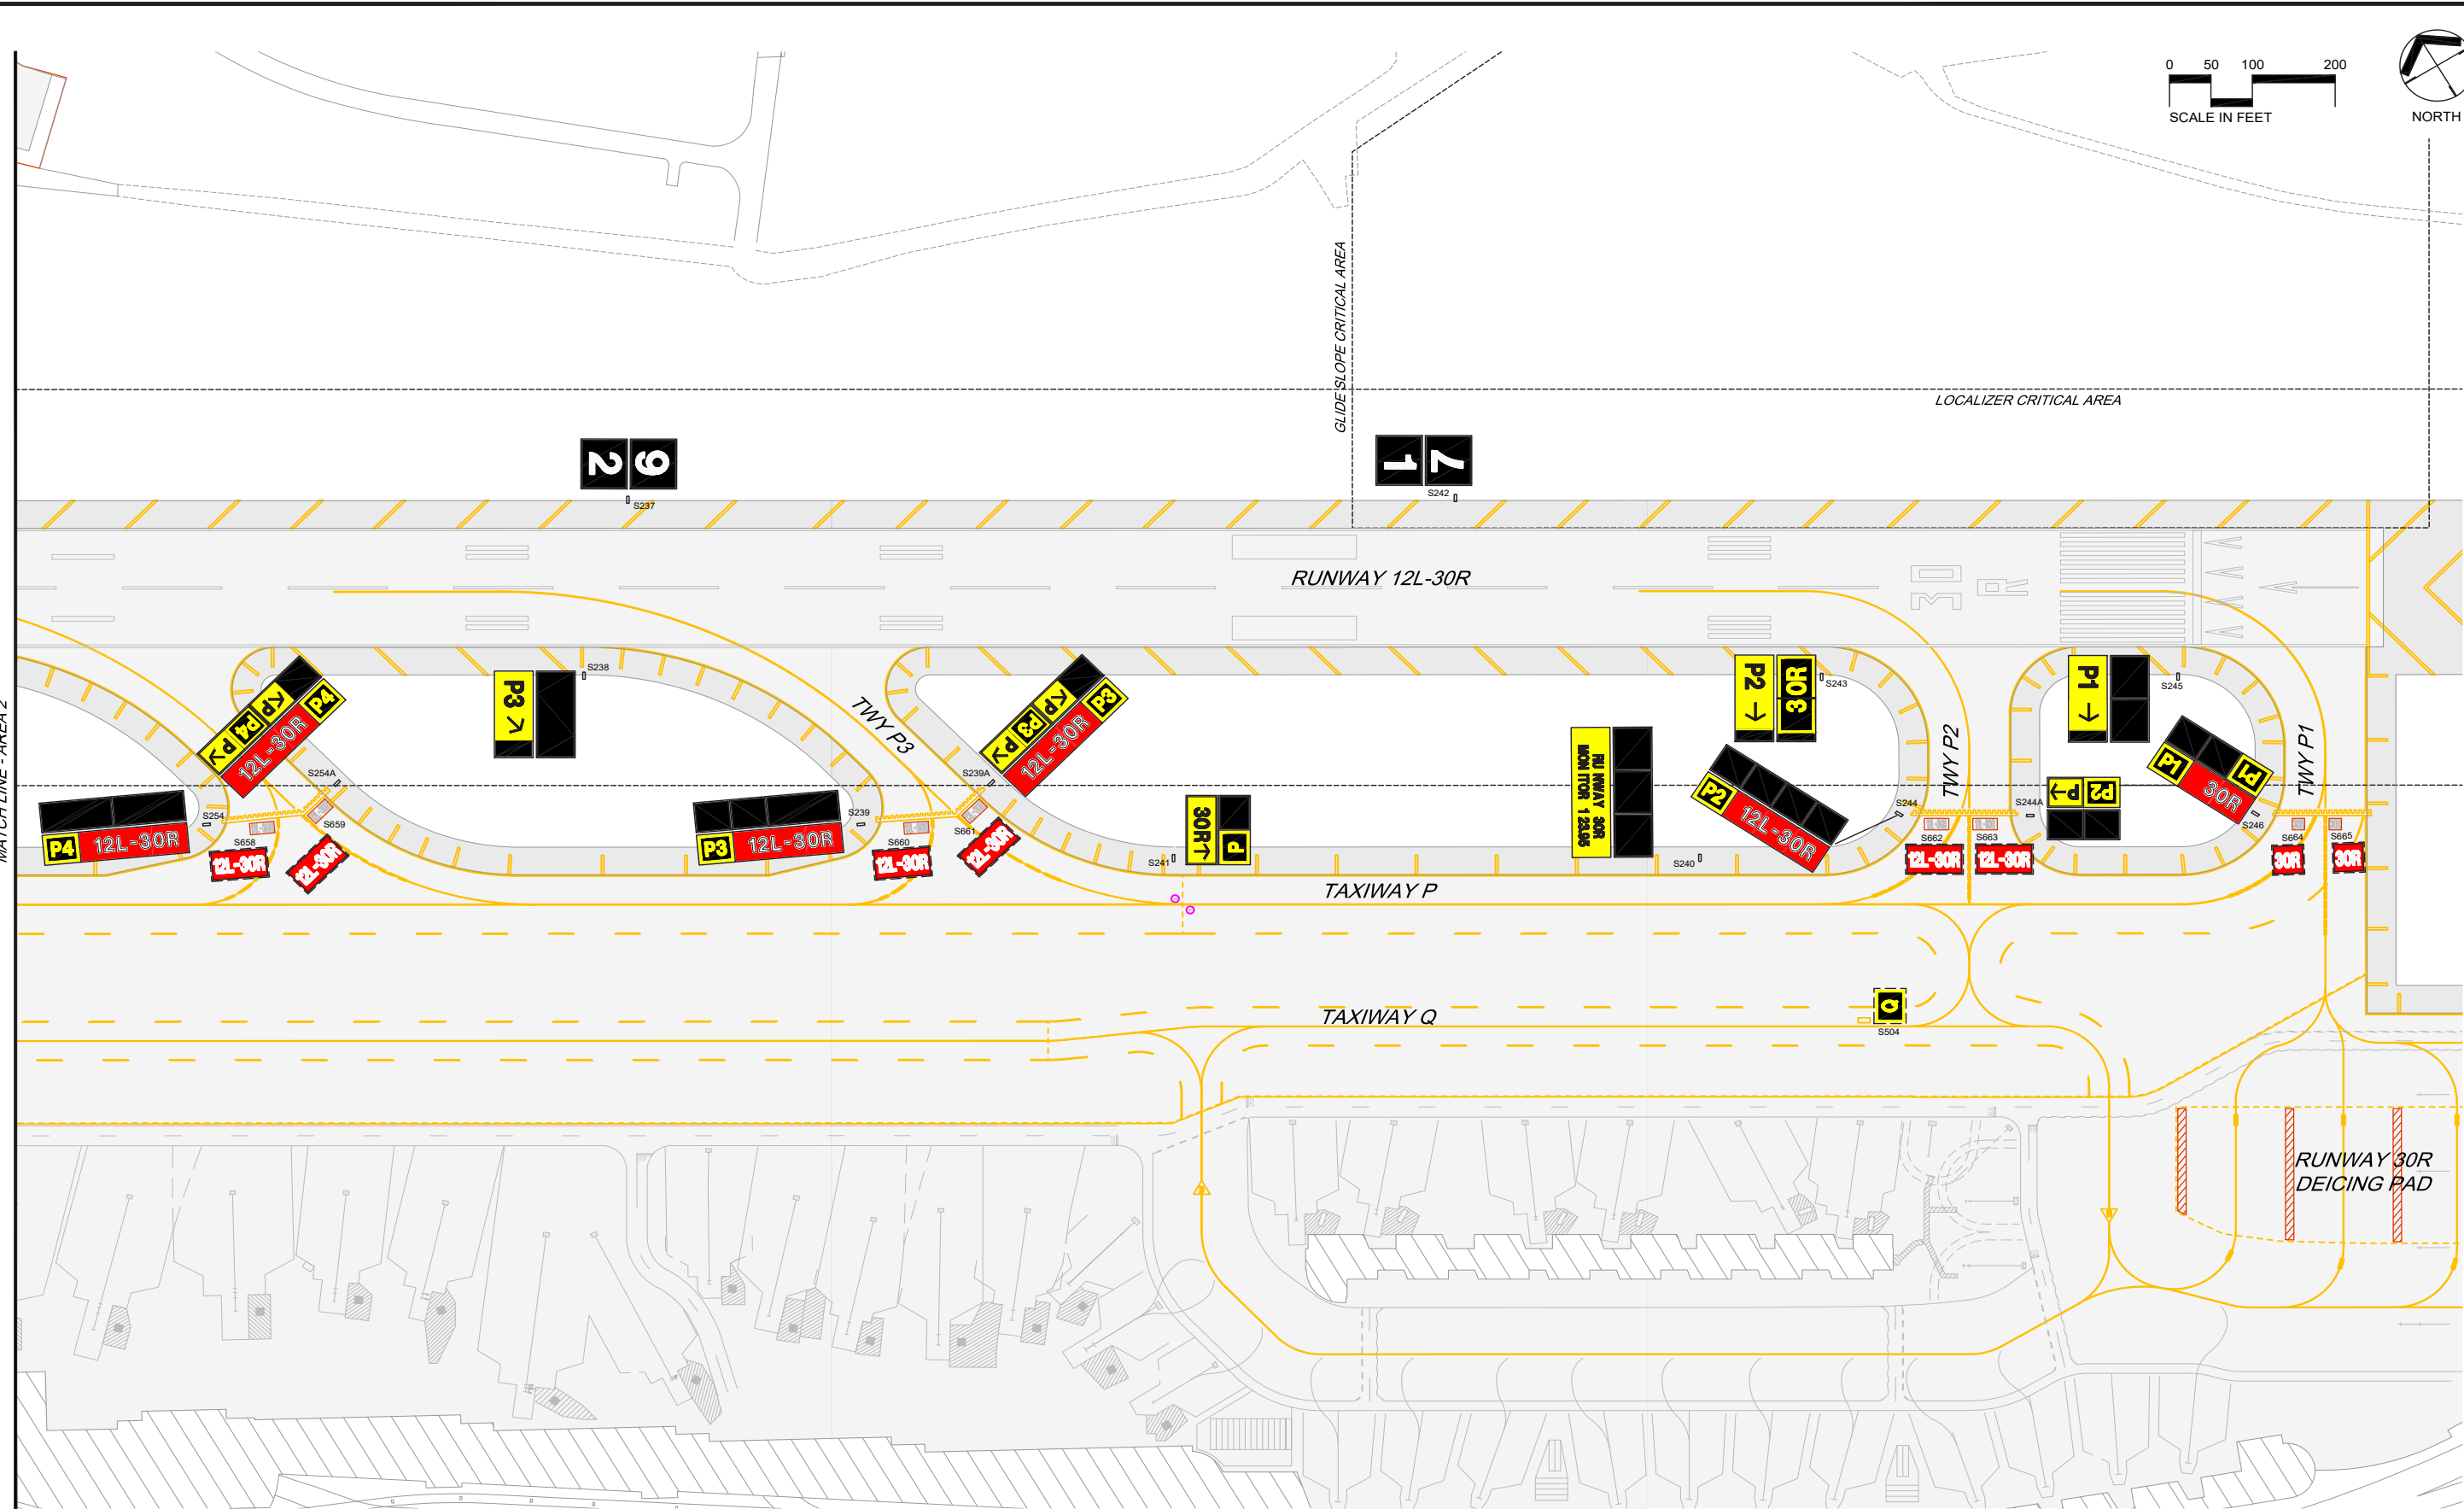 0 50 100 200
SCALE IN FEET
NORTH
MATCH LINE - AREA 2
GLIDE SLOPE CRITICAL AREA
LOCALIZER CRITICAL AREA
2 9
S237
1 7
S242
RUNWAY 12L-30R
30
R
P P4 P
12L-30R P4
S254A
P3
S238
TWY P3
P P3 P
12L-30R P3
S239A
P2 30R
S243
TWY P2
P1
S245
TWY P1
RUNWAY 30R
MONITOR 123.95
P2 12L-30R
S244
S244A
P P2
P1 30R P1
S246
P4 12L-30R
S254
S658
12L-30R
S659
12L-30R
P3 12L-30R
S239
S660
12L-30R
S661
12L-30R
S241
30R P
S240
S662
12L-30R
S663
12L-30R
S664
30R
S665
30R
TAXIWAY P
TAXIWAY Q
Q
S504
RUNWAY 30R
DEICING PAD